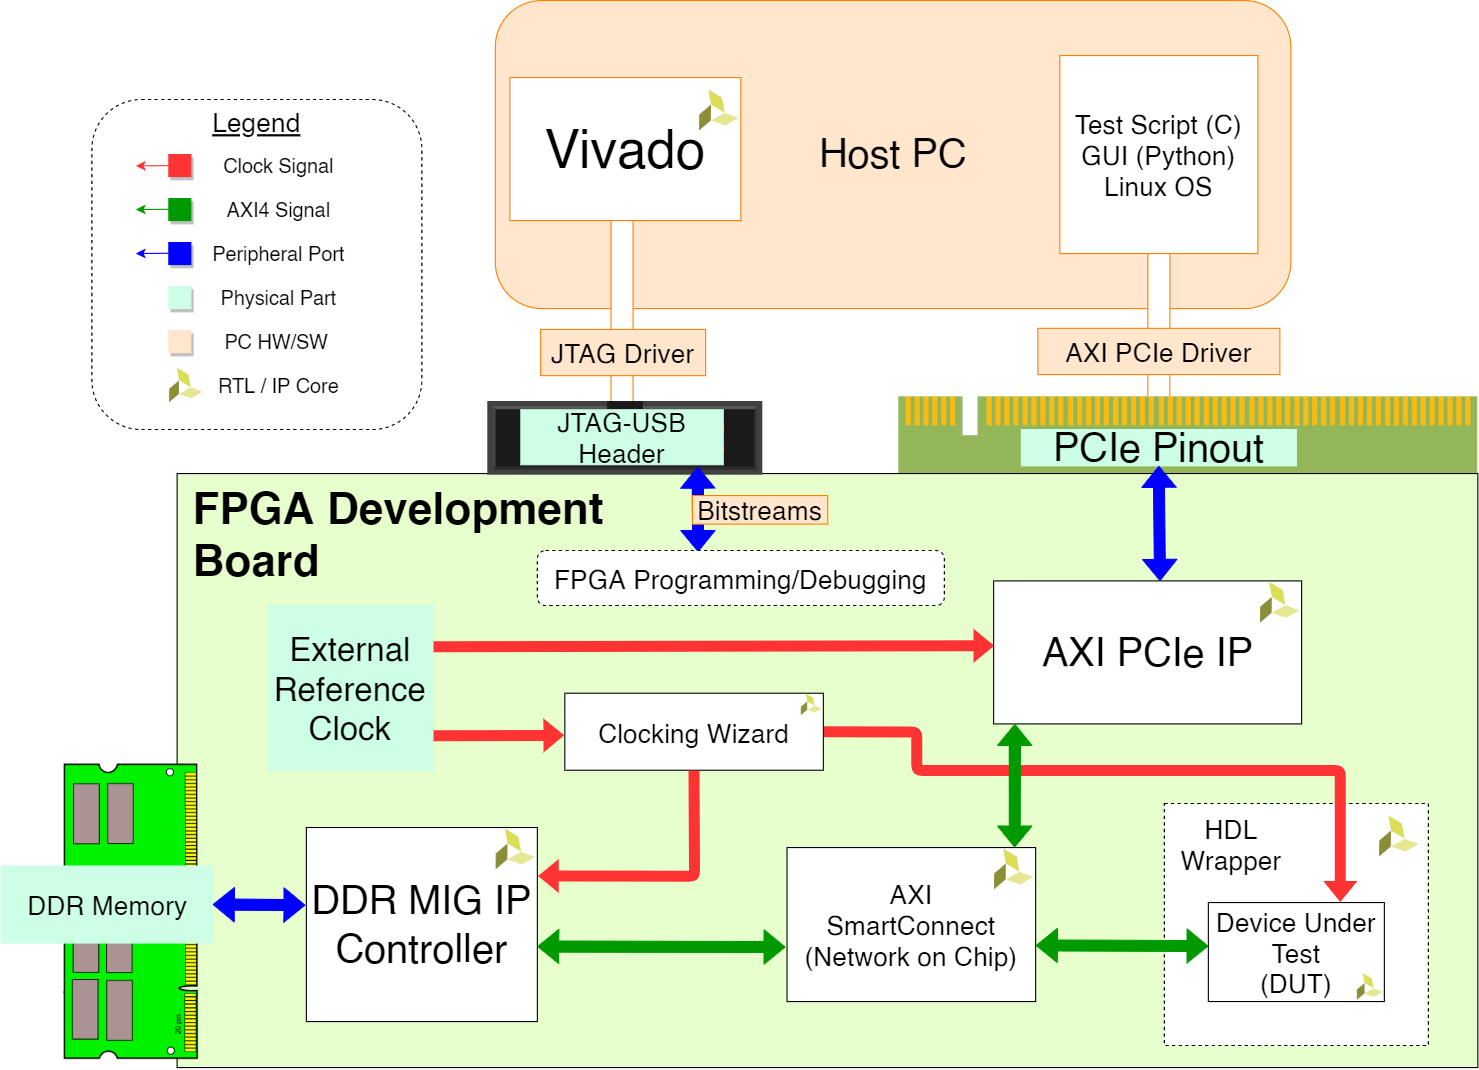 Legend
Clock Signal
AXI4 Signal
Peripheral Port
Physical Part
PC HW/SW
RTL / IP Core
Vivado
Host PC
Test Script (C)
GUI (Python)
Linux OS
JTAG Driver
AXI PCIe Driver
JTAG-USB
Header
PCIe Pinout
FPGA Development
Board
Bitstreams
FPGA Programming/Debugging
External
Reference
Clock
AXI PCIe IP
Clocking Wizard
DDR Memory
DDR MIG IP
Controller
AXI
SmartConnect
(Network on Chip)
HDL
Wrapper
Device Under
Test
(DUT)
20 pin